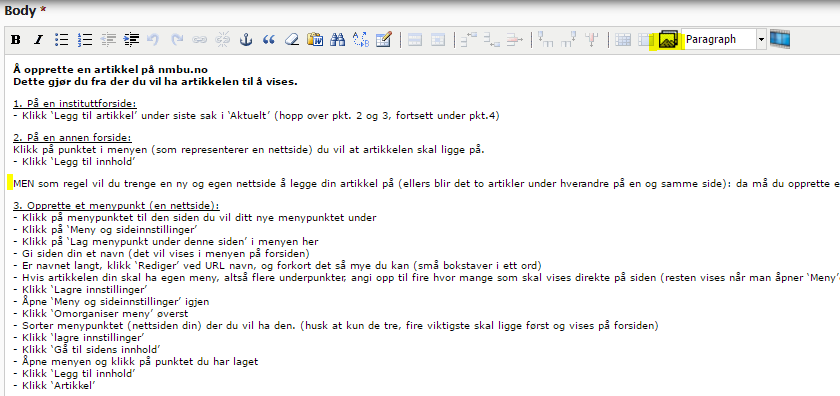 Body *
B I Paragraph
Å opprette en artikkel på nmbu.no
Dette gjør du fra der du vil ha artikkelen til å vises.
1. På en instituttforside:
- Klikk ‘Legg til artikkel’ under siste sak i ‘Aktuelt’ (hopp over pkt. 2 og 3, fortsett under pkt.4)
2. På en annen forside:
Klikk på punktet i menyen (som representerer en nettside) du vil at artikkelen skal ligge på.
- Klikk ‘Legg til innhold’
MEN som regel vil du trenge en ny og egen nettside å legge din artikkel på (ellers blir det to artikler under hverandre på en og samme side): da må du opprette e
3. Opprette et menypunkt (en nettside):
- Klikk på menypunktet til den siden du vil ditt nye menypunktet under
- Klikk på ‘Meny og sideinnstillinger’
- Klikk på ‘Lag menypunkt under denne siden’ i menyen her
- Gi siden din et navn (det vil vises i menyen på forsiden)
- Er navnet langt, klikk ‘Rediger’ ved URL navn, og forkort det så mye du kan (små bokstaver i ett ord)
- Hvis artikkelen din skal ha egen meny, altså flere underpunkter, angi opp til fire hvor mange som skal vises direkte på siden (resten vises når man åpner ‘Meny’
- Klikk ‘Lagre innstillinger’
- Åpne ‘Meny og sideinnstillinger’ igjen
- Klikk ‘Omorganiser meny’ øverst
- Sorter menypunktet (nettsiden din) der du vil ha den. (husk at kun de tre, fire viktigste skal ligge først og vises på forsiden)
- Klikk ‘lagre innstillinger’
- Klikk ‘Gå til sidens innhold’
- Åpne menyen og klikk på punktet du har laget
- Klikk ‘Legg til innhold’
- Klikk ‘Artikkel’